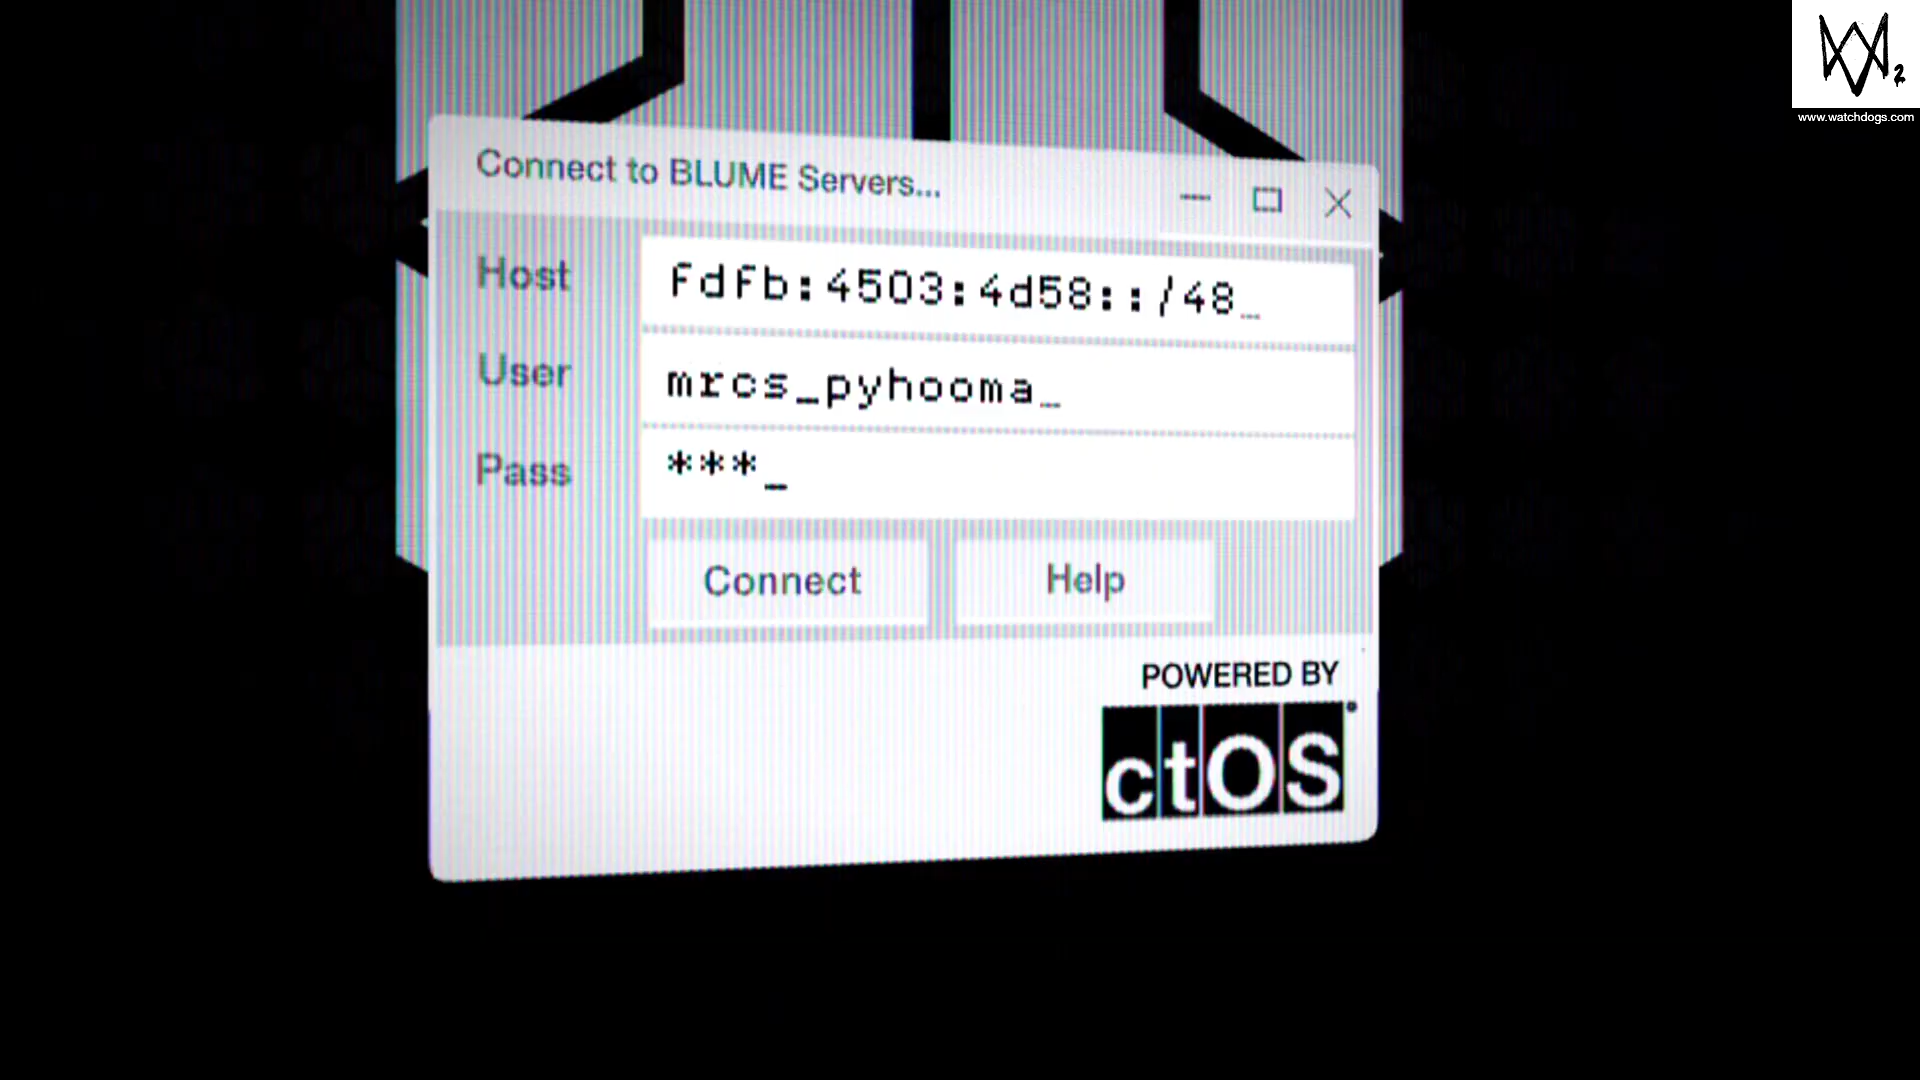 2
www.watchdogs.com
Connect to BLUME Servers...
Host fdfb:4503:4d58::/48_
User mrcs_pyhooma_
Pass ***_
Connect Help
POWERED BY
ctOS